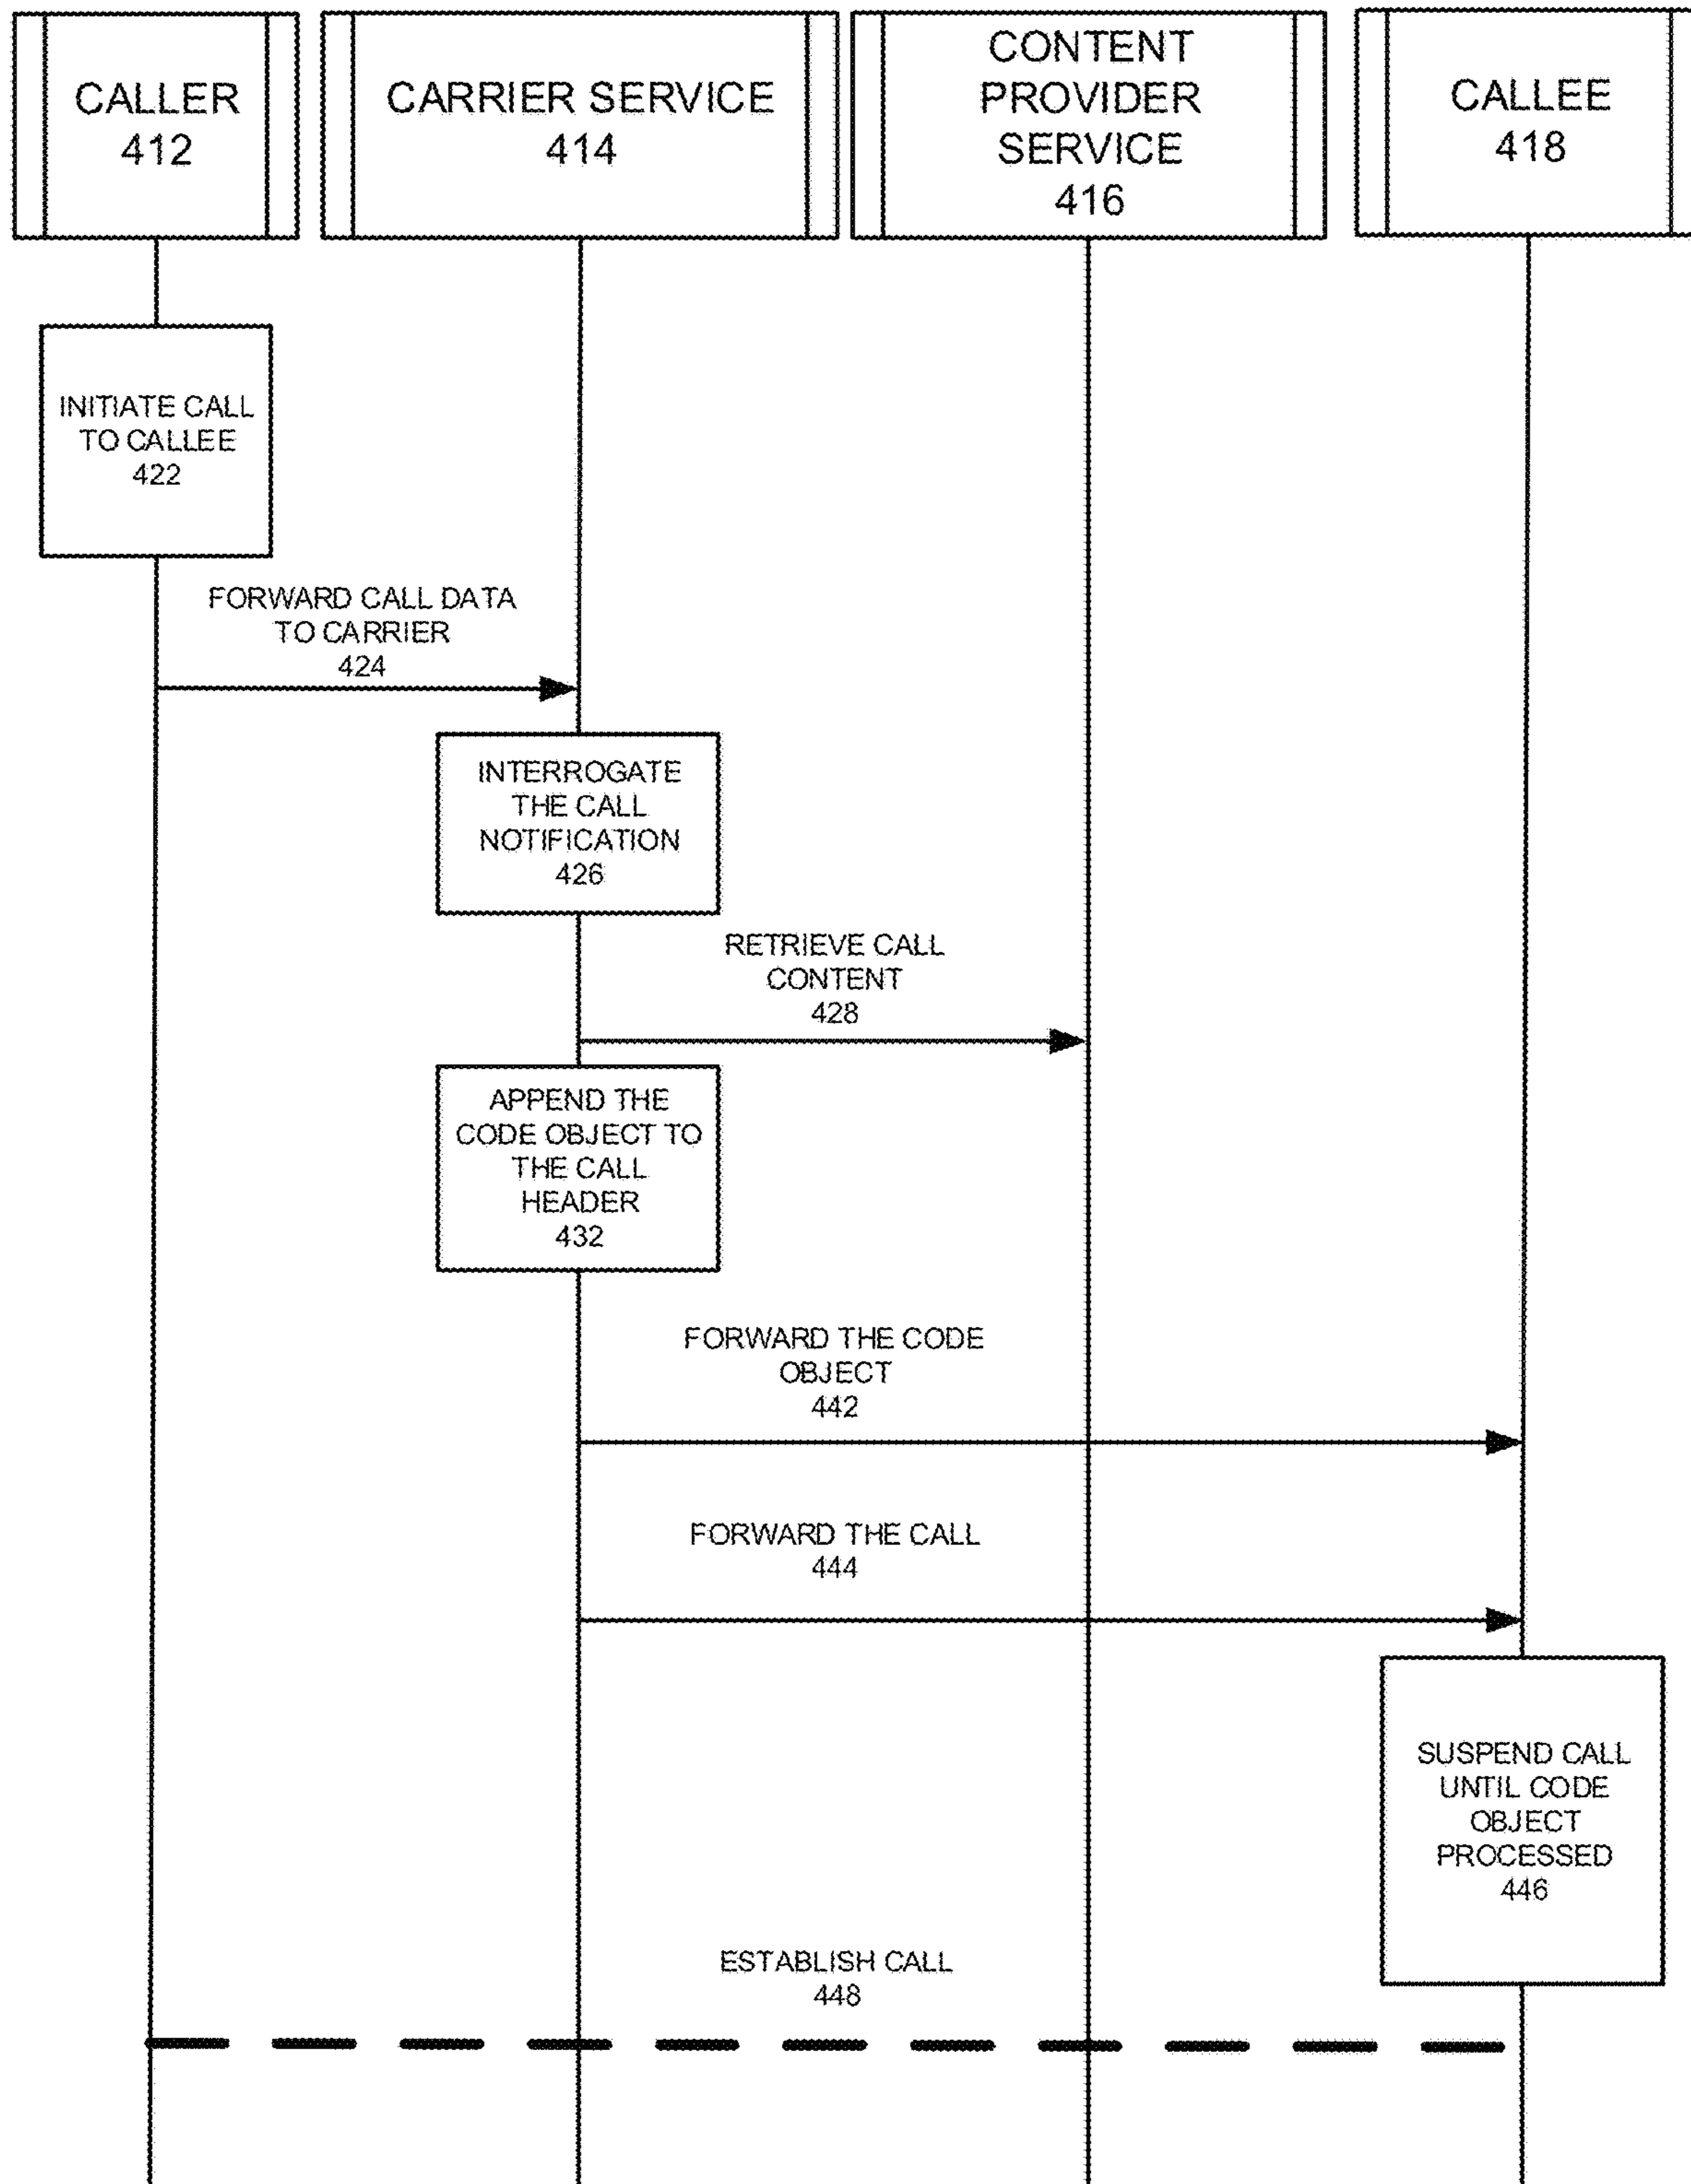 CALLER
412
CARRIER SERVICE
414
CONTENT
PROVIDER
SERVICE
416
CALLEE
418
INITIATE CALL
TO CALLEE
422
FORWARD CALL DATA
TO CARRIER
424
INTERROGATE
THE CALL
NOTIFICATION
426
RETRIEVE CALL
CONTENT
428
APPEND THE
CODE OBJECT TO
THE CALL
HEADER
432
FORWARD THE CODE
OBJECT
442
FORWARD THE CALL
444
SUSPEND CALL
UNTIL CODE
OBJECT
PROCESSED
446
ESTABLISH CALL
448